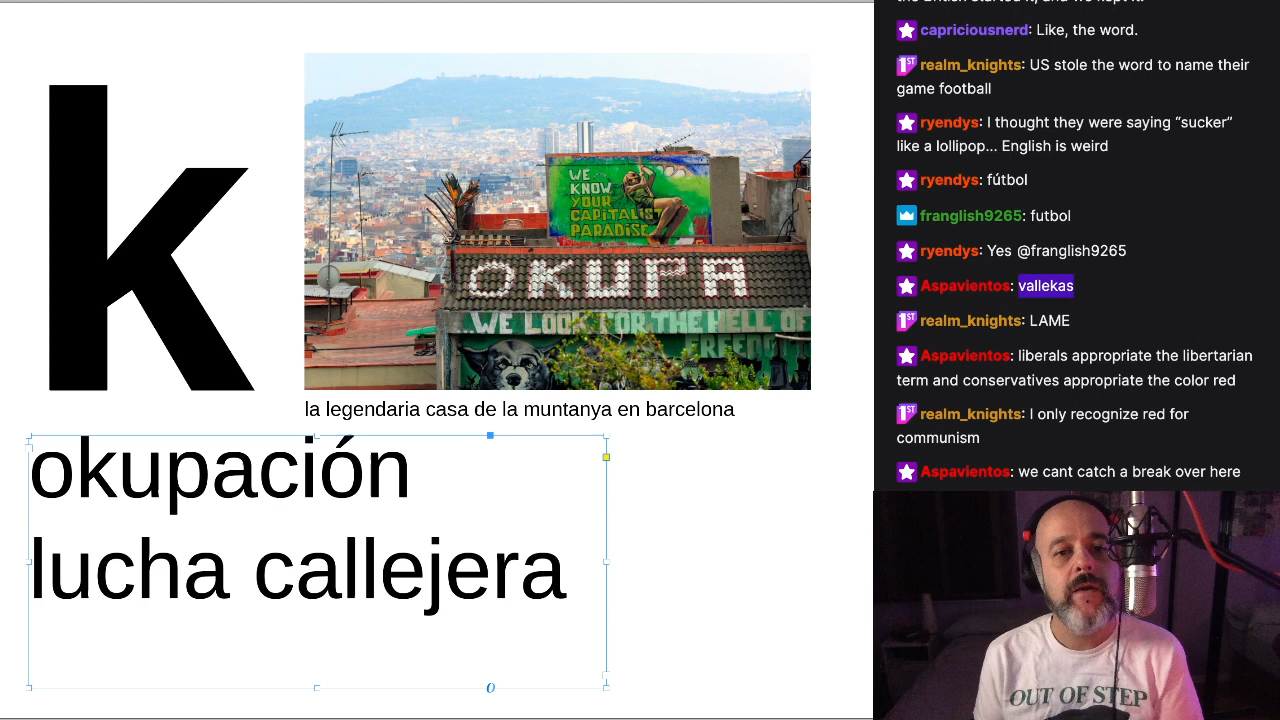 k
WE
KNOW
YOUR
CAPITALIST
PARADISE
OKUPA
...WE LOOK FOR THE HELL OF
FREEDOM
la legendaria casa de la muntanya en barcelona
okupación
lucha callejera
o
capriciousnerd: Like, the word.
realm_knights: US stole the word to name their
game football
ryendys: I thought they were saying “sucker”
like a lollipop... English is weird
ryendys: fútbol
franglish9265: futbol
ryendys: Yes @franglish9265
Aspavientos: vallekas
realm_knights: LAME
Aspavientos: liberals appropriate the libertarian
term and conservatives appropriate the color red
realm_knights: I only recognize red for
communism
Aspavientos: we cant catch a break over here
OUT OF STEP